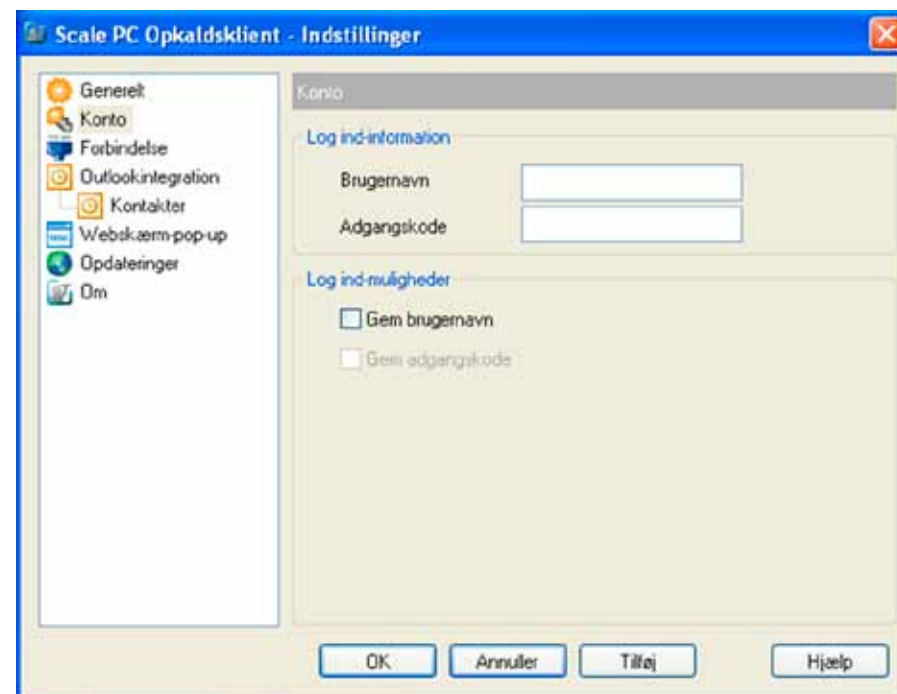 Scale PC Opkaldsklient - Indstillinger
Generelt
Konto
Forbindelse
Outlookintegration
Kontakter
Webskærm-pop-up
Opdateringer
Om
Konto
Log ind-information
Brugernavn
Adgangskode
Log ind-muligheder
Gem brugernavn
Gem adgangskode
OK
Annuller
Tilføj
Hjælp